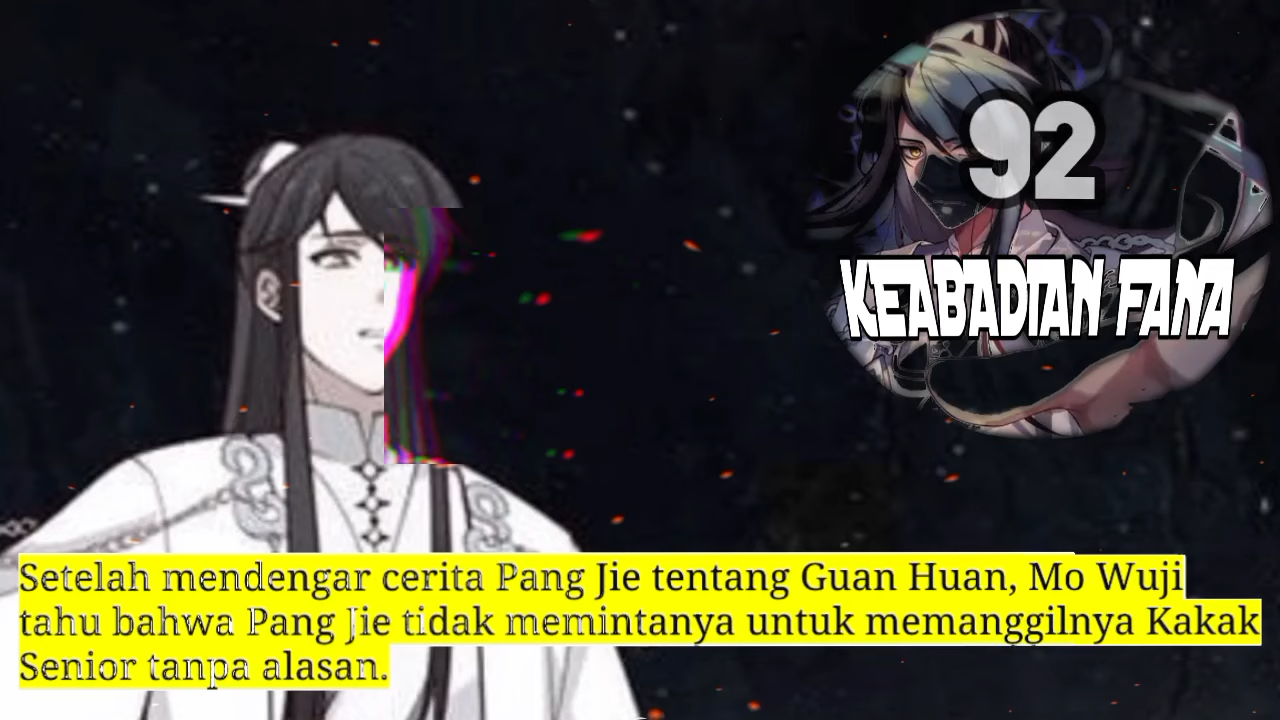 92
KEABADIAN FANA
Setelah mendengar cerita Pang Jie tentang Guan Huan, Mo Wuji
tahu bahwa Pang Jie tidak memintanya untuk memanggilnya Kakak
Senior tanpa alasan.